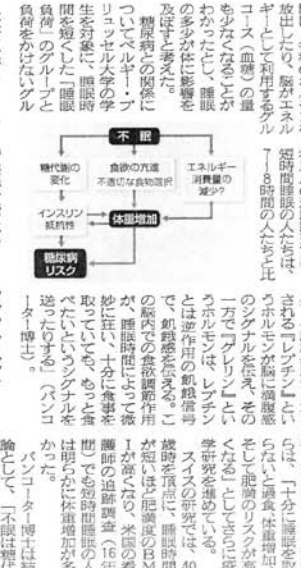 放出したり、脳がエネル
ギーとして利用するグル
コース（血糖）の量
も少なくなることが
わかったとし、睡眠
の多少が体に影響を
及ぼすと考えた。
糖尿病との関係に
ついてベルギー・ブ
リュッセル大学の学
生を対象に、睡眠時
間を短くした「睡眠
負荷」のグループと
負荷をかけないグル
短時間睡眠の人たちは、
7―8時間の人たちと比
不眠
糖代謝の
変化
食欲の亢進
不適切な食物選択
エネルギー
消費量の
減少?
インスリン
抵抗性
体重増加
糖尿病
リスク
される『レプチン』とい
うホルモンが脳に満腹感
のシグナルを伝え、その
一方で『グレリン』とい
うホルモンは、レプチン
とは逆作用の飢餓信号
で、飢餓感を伝える。こ
の脳内での食欲調節作用
が、睡眠時間によって微
妙に狂い、十分に食事を
取っていても、もっと食
べたいというシグナルを
送ったりする」（パンコ
ーター博士）。
らは、「十分に睡眠を取
らないと過食、体重増加、
そして肥満のリスクが高
くなる」としてさらに疫
学研究を進めている。
スイスの研究では、40
歳時を頂点に、睡眠時間
が短いほど肥満度のBM
Iが高くなり、米国の看
護師の追跡調査（16年
間）でも短時間睡眠の人
は明らかに体重増加が多
かった。
パンコーター博士は結
論として、「不眠は糖代